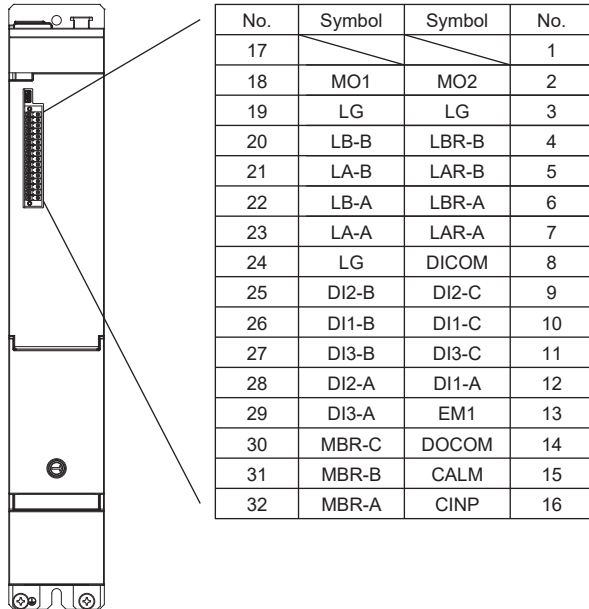 No. Symbol Symbol No.
17 1
18 MO1 MO2 2
19 LG LG 3
20 LB-B LBR-B 4
21 LA-B LAR-B 5
22 LB-A LBR-A 6
23 LA-A LAR-A 7
24 LG DICOM 8
25 DI2-B DI2-C 9
26 DI1-B DI1-C 10
27 DI3-B DI3-C 11
28 DI2-A DI1-A 12
29 DI3-A EM1 13
30 MBR-C DOCOM 14
31 MBR-B CALM 15
32 MBR-A CINP 16